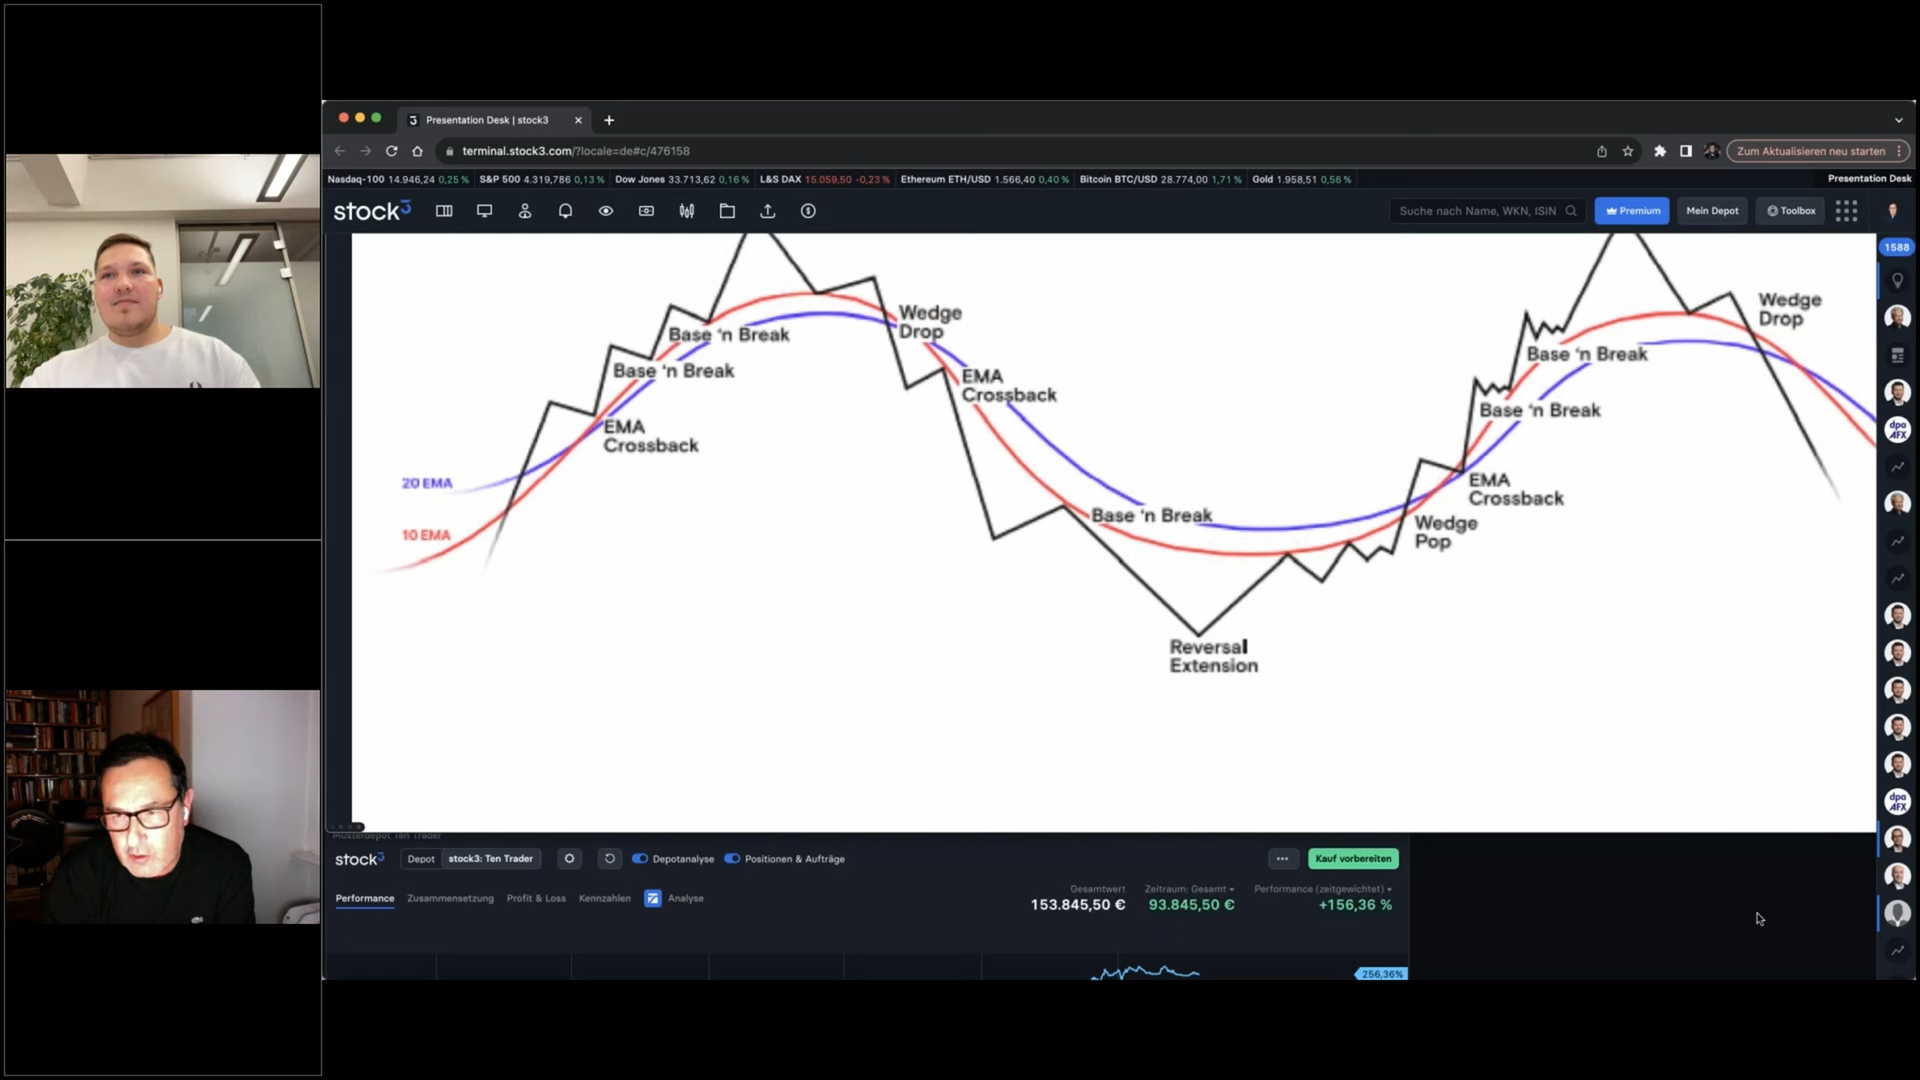 Presentation Desk | stock3
terminal.stock3.com/?locale=de#c/476158
Zum Aktualisieren neu starten
Nasdaq-100 14.946,24 0,25 % S&P 500 4.319,786 0,13 % Dow Jones 33.713,62 0,16 % L&S DAX 15.059,50 -0,23 % Ethereum ETH/USD 1.566,40 0,40 % Bitcoin BTC/USD 28.774,00 1,71 % Gold 1.958,51 0,56 %
Presentation Desk
stock3
Suche nach Name, WKN, ISIN
Premium
Mein Depot
Toolbox
1588
Wedge
Drop
Base 'n Break
Base 'n Break
EMA
Crossback
EMA
Crossback
20 EMA
10 EMA
Base 'n Break
Reversal
Extension
Wedge
Pop
EMA
Crossback
Base 'n Break
Base 'n Break
Wedge
Drop
dpa
AFX
dpa
AFX
Musterdepot Ten Trader
stock3
Depot stock3: Ten Trader
Depotanalyse
Positionen & Aufträge
Kauf vorbereiten
Performance Zusammensetzung Profit & Loss Kennzahlen Analyse
Gesamtwert
153.845,50 €
Zeitraum: Gesamt
93.845,50 €
Performance (zeitgewichtet)
+156,36 %
256,36%